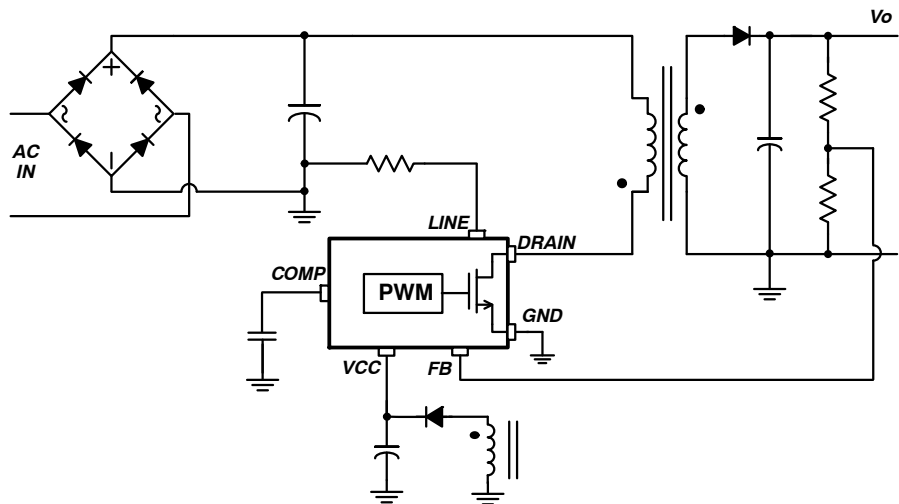 Vo
AC
IN
LINE
DRAIN
COMP
PWM
GND
VCC
FB